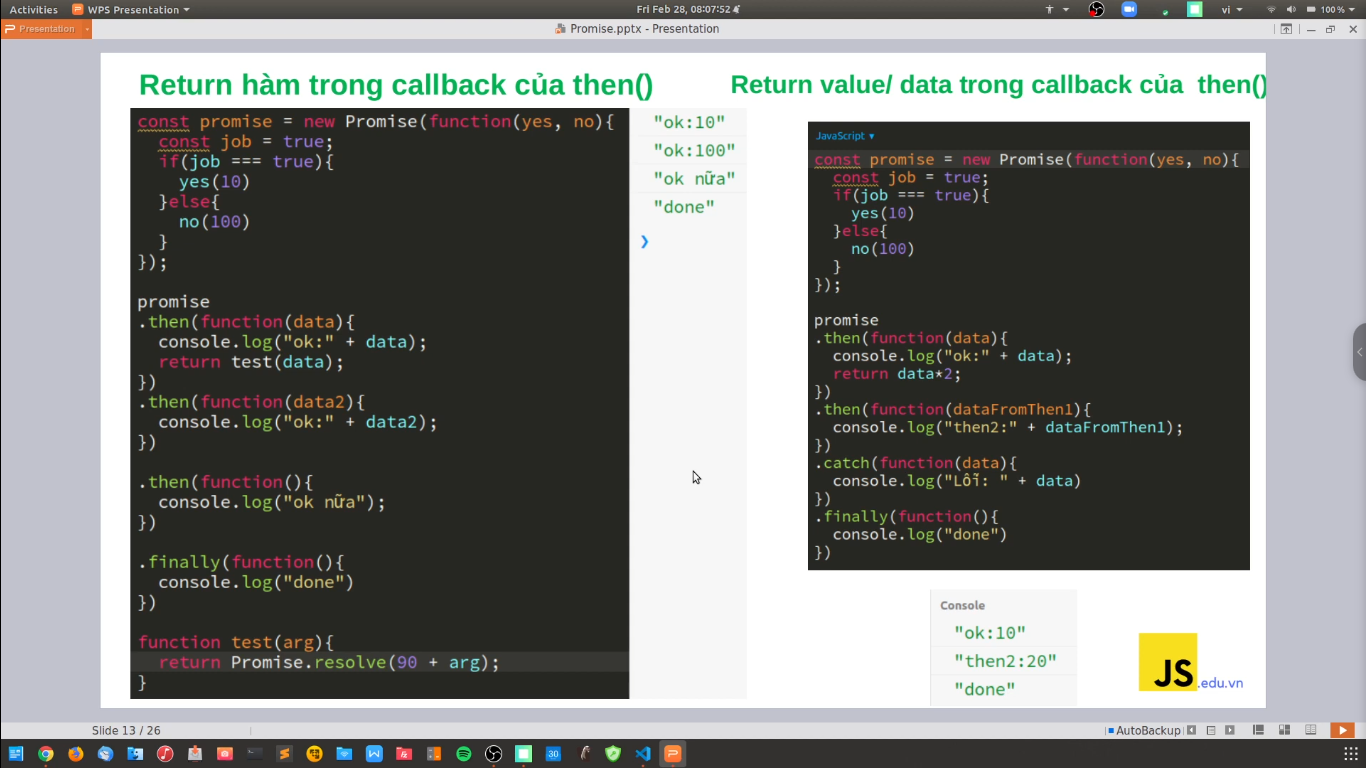 Activities WPS Presentation Fri Feb 28, 08:07:52 vi 100 %
Presentation Promise.pptx - Presentation
Return hàm trong callback của then()
const promise = new Promise(function(yes, no){
const job = true;
if(job === true){
yes(10)
}else{
no(100)
}
});
promise
.then(function(data){
console.log("ok:" + data);
return test(data);
})
.then(function(data2){
console.log("ok:" + data2);
})
.then(function(){
console.log("ok nữa");
})
.finally(function(){
console.log("done")
})
function test(arg){
return Promise.resolve(90 + arg);
}
"ok:10"
"ok:100"
"ok nữa"
"done"
Return value/ data trong callback của then()
JavaScript
const promise = new Promise(function(yes, no){
const job = true;
if(job === true){
yes(10)
}else{
no(100)
}
});
promise
.then(function(data){
console.log("ok:" + data);
return data*2;
})
.then(function(dataFromThen1){
console.log("then2:" + dataFromThen1);
})
.catch(function(data){
console.log("Lỗi: " + data)
})
.finally(function(){
console.log("done")
})
Console
"ok:10"
"then2:20"
"done"
JS.edu.vn
Slide 13 / 26 AutoBackup
30